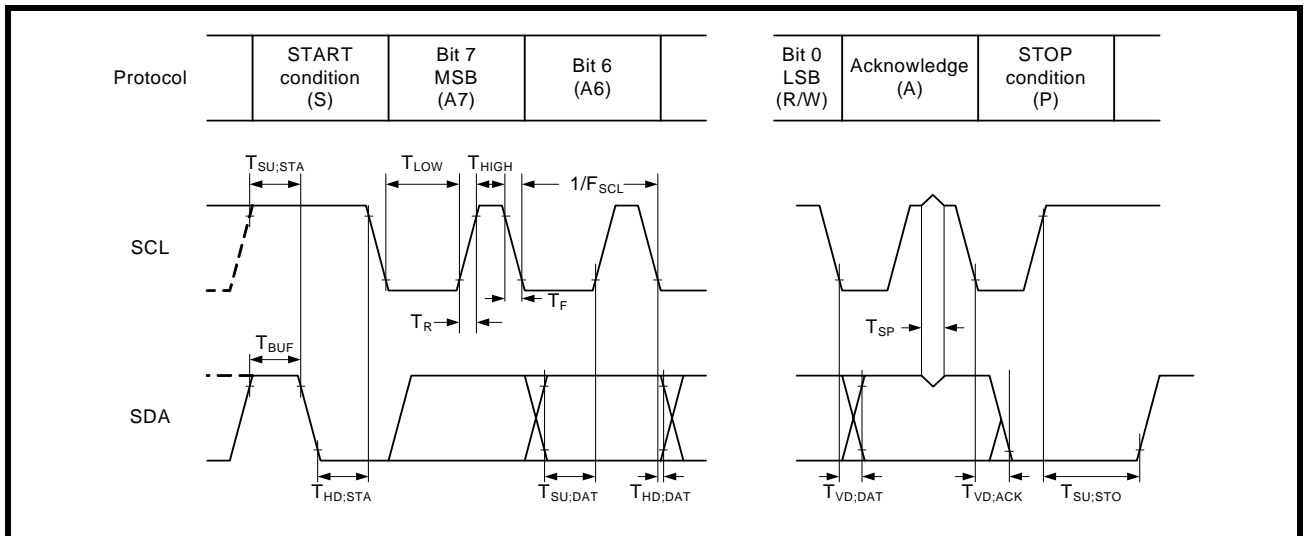 Protocol
START
condition
(S)
Bit 7
MSB
(A7)
Bit 6
(A6)
Bit 0
LSB
(R/W)
Acknowledge
(A)
STOP
condition
(P)
TSU;STA
TLOW
THIGH
1/FSCL
SCL
TF
TR
TSP
TBUF
SDA
THD;STA
TSU;DAT
THD;DAT
TVD;DAT
TVD;ACK
TSU;STO